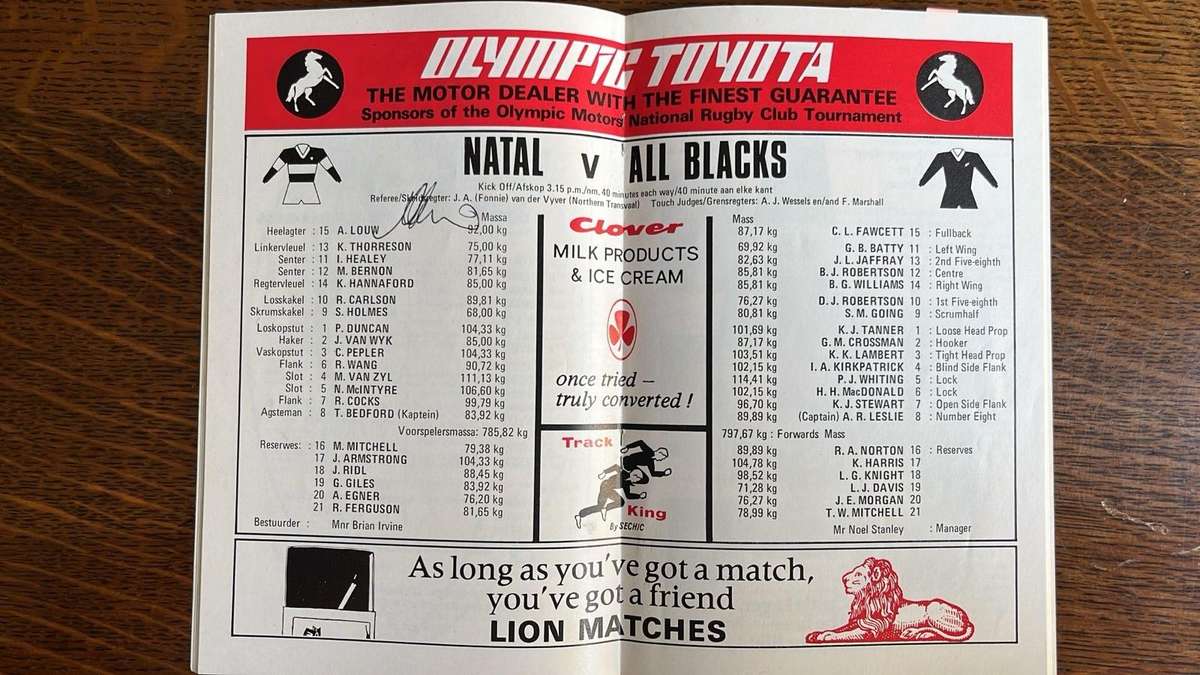 OLYMPIC TOYOTA
THE MOTOR DEALER WITH THE FINEST GUARANTEE
Sponsors of the Olympic Motors' National Rugby Club Tournament
NATAL v ALL BLACKS
Kick Off/Afskop 3.15 p.m./nm. 40 minutes each way/40 minute aan elke kant
Referee/Skeidsregter: J. A. (Fonnie) van der Vyver (Northern Transvaal) Touch Judges/Grensregters: A. J. Wessels en/and F. Marshall
Massa
Heelagter : 15 A. LOUW 92,00 kg
Linkervleuel : 13 K. THORRESON 75,00 kg
Senter : 11 I. HEALEY 77,11 kg
Senter : 12 M. BERNON 81,65 kg
Regtervleuel : 14 K. HANNAFORD 85,00 kg
Losskakel : 10 R. CARLSON 89,81 kg
Skrumskakel : 9 S. HOLMES 68,00 kg
Loskopstut : 1 P. DUNCAN 104,33 kg
Haker : 2 J. VAN WYK 85,00 kg
Vaskopstut : 3 C. PEPLER 104,33 kg
Flank : 6 R. WANG 90,72 kg
Slot : 4 M. VAN ZYL 111,13 kg
Slot : 5 N. McINTYRE 106,60 kg
Flank : 7 R. COCKS 99,79 kg
Agsteman : 8 T. BEDFORD (Kaptein) 83,92 kg
Voorspelersmassa: 785,82 kg
Reserwes: : 16 M. MITCHELL 79,38 kg
17 J. ARMSTRONG 104,33 kg
18 J. RIDL 88,45 kg
19 G. GILES 83,92 kg
20 A. EGNER 76,20 kg
21 R. FERGUSON 81,65 kg
Bestuurder : Mnr Brian Irvine
Clover
MILK PRODUCTS
& ICE CREAM
once tried –
truly converted !
Track
King
By SECHIC
Mass
87,17 kg C. L. FAWCETT 15 : Fullback
69,92 kg G. B. BATTY 11 : Left Wing
82,63 kg J. L. JAFFRAY 13 : 2nd Five-eighth
85,81 kg B. J. ROBERTSON 12 : Centre
85,81 kg B. G. WILLIAMS 14 : Right Wing
76,27 kg D. J. ROBERTSON 10 : 1st Five-eighth
80,81 kg S. M. GOING 9 : Scrumhalf
101,69 kg K. J. TANNER 1 : Loose Head Prop
87,17 kg G. M. CROSSMAN 2 : Hooker
103,51 kg K. K. LAMBERT 3 : Tight Head Prop
102,15 kg I. A. KIRKPATRICK 4 : Blind Side Flank
114,41 kg P. J. WHITING 5 : Lock
102,15 kg H. H. MacDONALD 6 : Lock
96,70 kg K. J. STEWART 7 : Open Side Flank
89,89 kg (Captain) A. R. LESLIE 8 : Number Eight
797,67 kg : Forwards Mass
89,89 kg R. A. NORTON 16 : Reserves
104,78 kg K. HARRIS 17
98,52 kg L. G. KNIGHT 18
71,28 kg L. J. DAVIS 19
76,27 kg J. E. MORGAN 20
78,99 kg T. W. MITCHELL 21
Mr Noel Stanley : Manager
As long as you've got a match,
you've got a friend
LION MATCHES